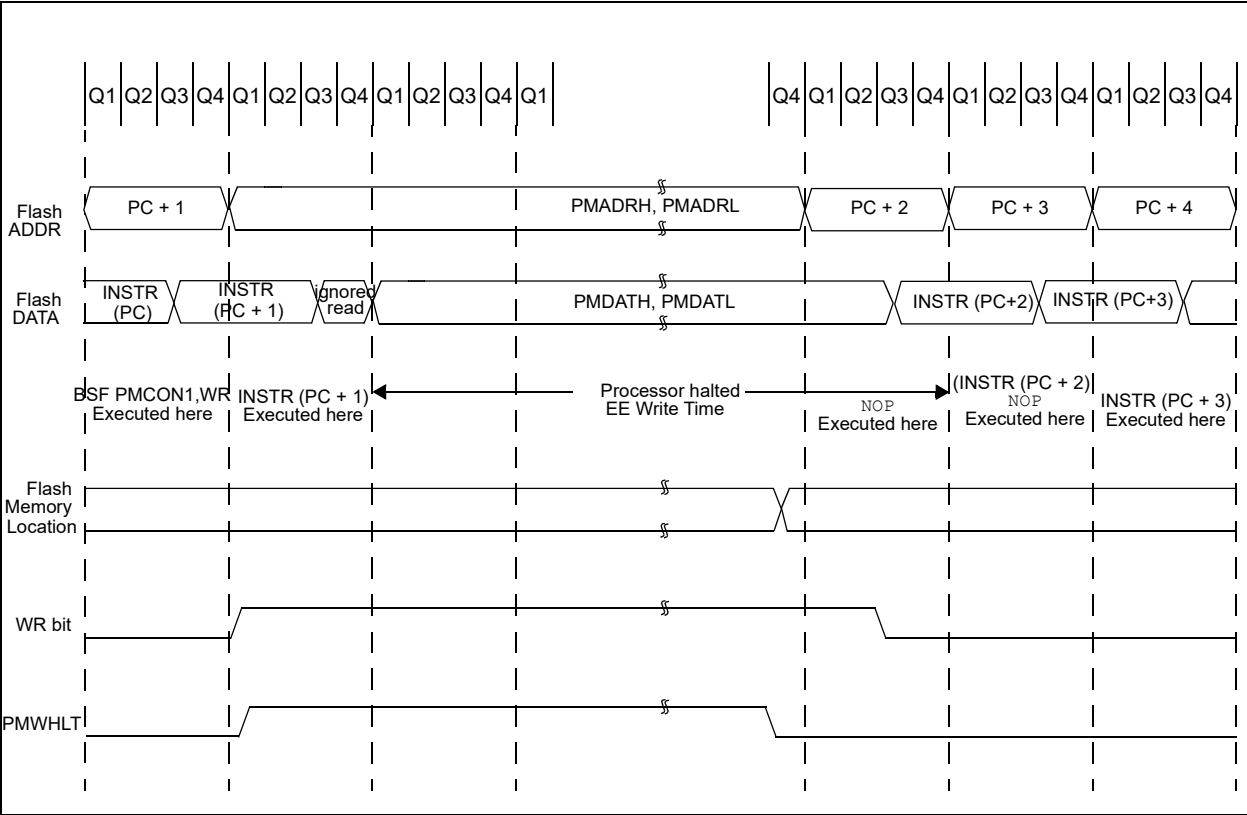 Q1 Q2 Q3 Q4 Q1 Q2 Q3 Q4 Q1 Q2 Q3 Q4 Q1 Q4 Q1 Q2 Q3 Q4 Q1 Q2 Q3 Q4 Q1 Q2 Q3 Q4
Flash
ADDR
PC + 1
PMADRH, PMADRL
PC + 2
PC + 3
PC + 4
Flash
DATA
INSTR
(PC)
INSTR
(PC + 1)
ignored
read
PMDATH, PMDATL
INSTR (PC+2)
INSTR (PC+3)
BSF PMCON1,WR
Executed here
INSTR (PC + 1)
Executed here
Processor halted
EE Write Time
NOP
Executed here
(INSTR (PC + 2)
NOP
Executed here
INSTR (PC + 3)
Executed here
Flash
Memory
Location
WR bit
PMWHLT